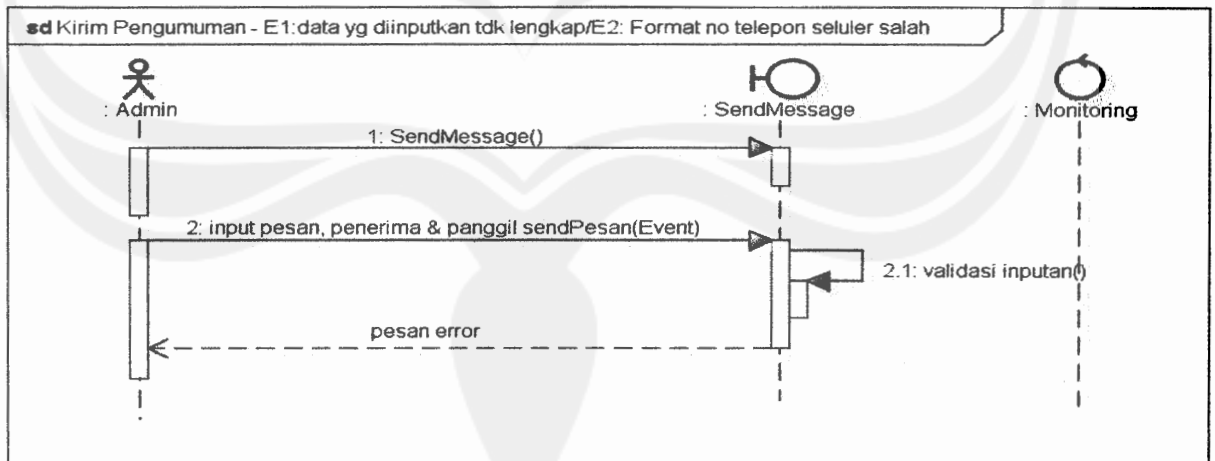 sd Kirim Pengumuman - E1:data yg diinputkan tdk lengkap/E2: Format no telepon seluler salah
: Admin
: SendMessage
: Monitoring
1: SendMessage()
2: input pesan, penerima & panggil sendPesan(Event)
2.1: validasi inputan()
pesan error